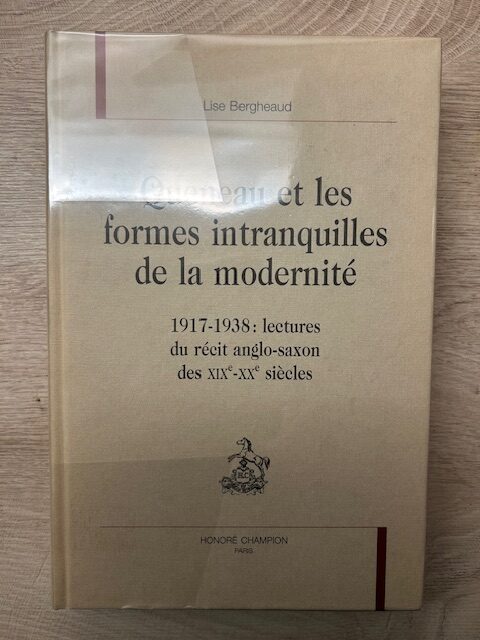 Lise Bergheaud
Queneau et les
formes intranquilles
de la modernité
1917-1938 : lectures
du récit anglo-saxon
des XIXe-XXe siècles
HONORÉ CHAMPION
PARIS